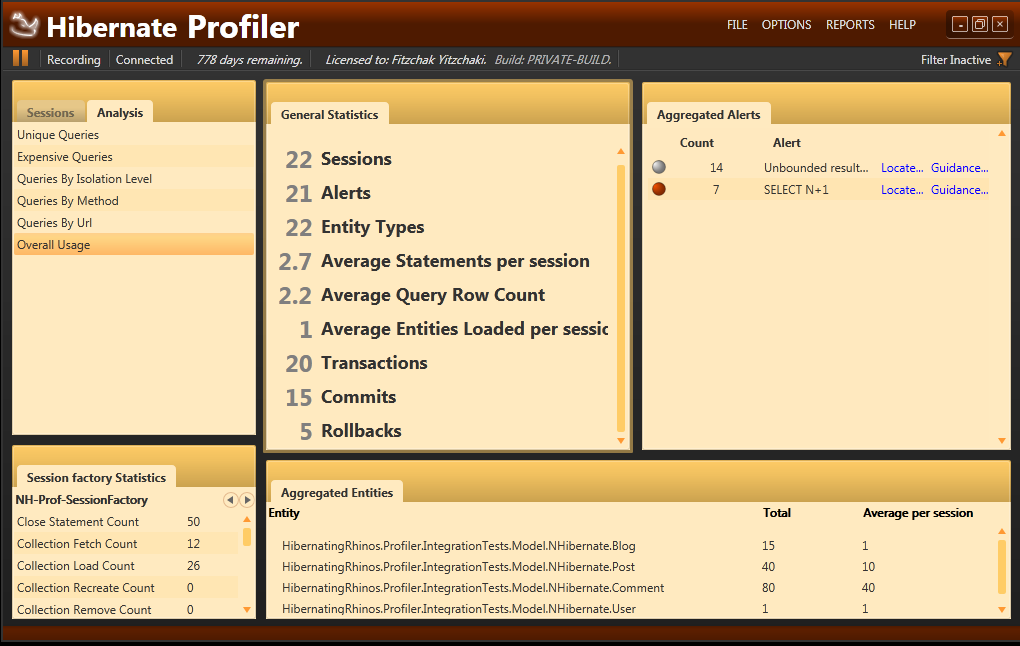 Hibernate Profiler
FILE OPTIONS REPORTS HELP
Recording Connected 778 days remaining. Licensed to: Fitzchak Yitzchaki. Build: PRIVATE-BUILD. Filter Inactive
Sessions Analysis
Unique Queries
Expensive Queries
Queries By Isolation Level
Queries By Method
Queries By Url
Overall Usage
General Statistics
22 Sessions
21 Alerts
22 Entity Types
2.7 Average Statements per session
2.2 Average Query Row Count
1 Average Entities Loaded per sessic
20 Transactions
15 Commits
5 Rollbacks
Aggregated Alerts
Count Alert
14 Unbounded result... Locate... Guidance...
7 SELECT N+1 Locate... Guidance...
Session factory Statistics
NH-Prof-SessionFactory
Close Statement Count 50
Collection Fetch Count 12
Collection Load Count 26
Collection Recreate Count 0
Collection Remove Count 0
Aggregated Entities
Entity Total Average per session
HibernatingRhinos.Profiler.IntegrationTests.Model.NHibernate.Blog 15 1
HibernatingRhinos.Profiler.IntegrationTests.Model.NHibernate.Post 40 10
HibernatingRhinos.Profiler.IntegrationTests.Model.NHibernate.Comment 80 40
HibernatingRhinos.Profiler.IntegrationTests.Model.NHibernate.User 1 1